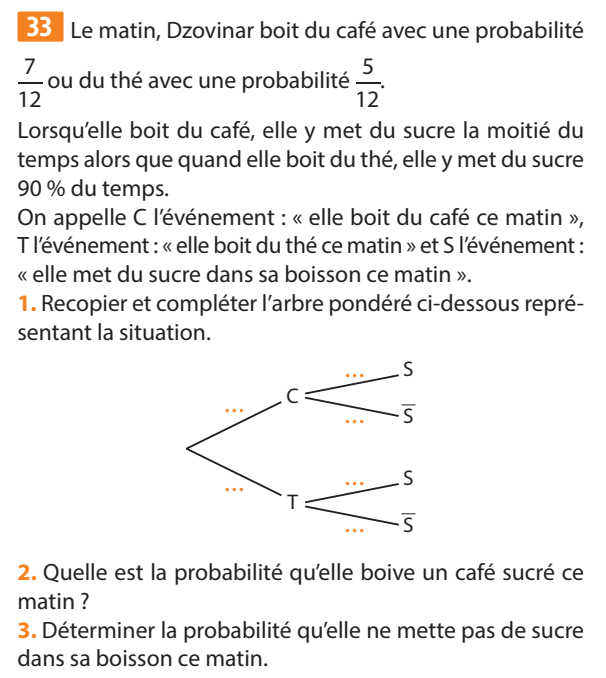 33 Le matin, Dzovinar boit du café avec une probabilité
7/12 ou du thé avec une probabilité 5/12.
Lorsqu'elle boit du café, elle y met du sucre la moitié du
temps alors que quand elle boit du thé, elle y met du sucre
90 % du temps.
On appelle C l'événement : « elle boit du café ce matin »,
T l'événement : « elle boit du thé ce matin » et S l'événement :
« elle met du sucre dans sa boisson ce matin ».
1. Recopier et compléter l'arbre pondéré ci-dessous repré-
sentant la situation.
... S
C
...
... S̅
... S
...
T
... S̅
2. Quelle est la probabilité qu'elle boive un café sucré ce
matin ?
3. Déterminer la probabilité qu'elle ne mette pas de sucre
dans sa boisson ce matin.